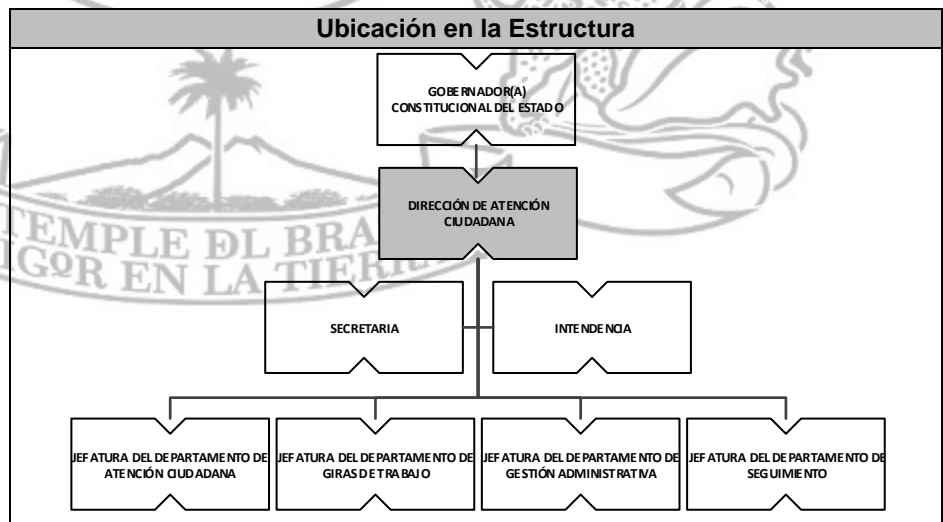 Ubicación en la Estructura
GOBERNADOR(A)
CONSTITUCIONAL DEL ESTADO
DIRECCIÓN DE ATENCIÓN
CIUDADANA
TEMPLE DL BRA
IGOR EN LA TIERRA
SECRETARIA
INTENDENCIA
JEFATURA DEL DEPARTAMENTO DE
ATENCIÓN CIUDADANA
JEFATURA DEL DEPARTAMENTO DE
GIRAS DE TRABAJO
JEFATURA DEL DEPARTAMENTO DE
GESTIÓN ADMINISTRATIVA
JEFATURA DEL DEPARTAMENTO DE
SEGUIMIENTO